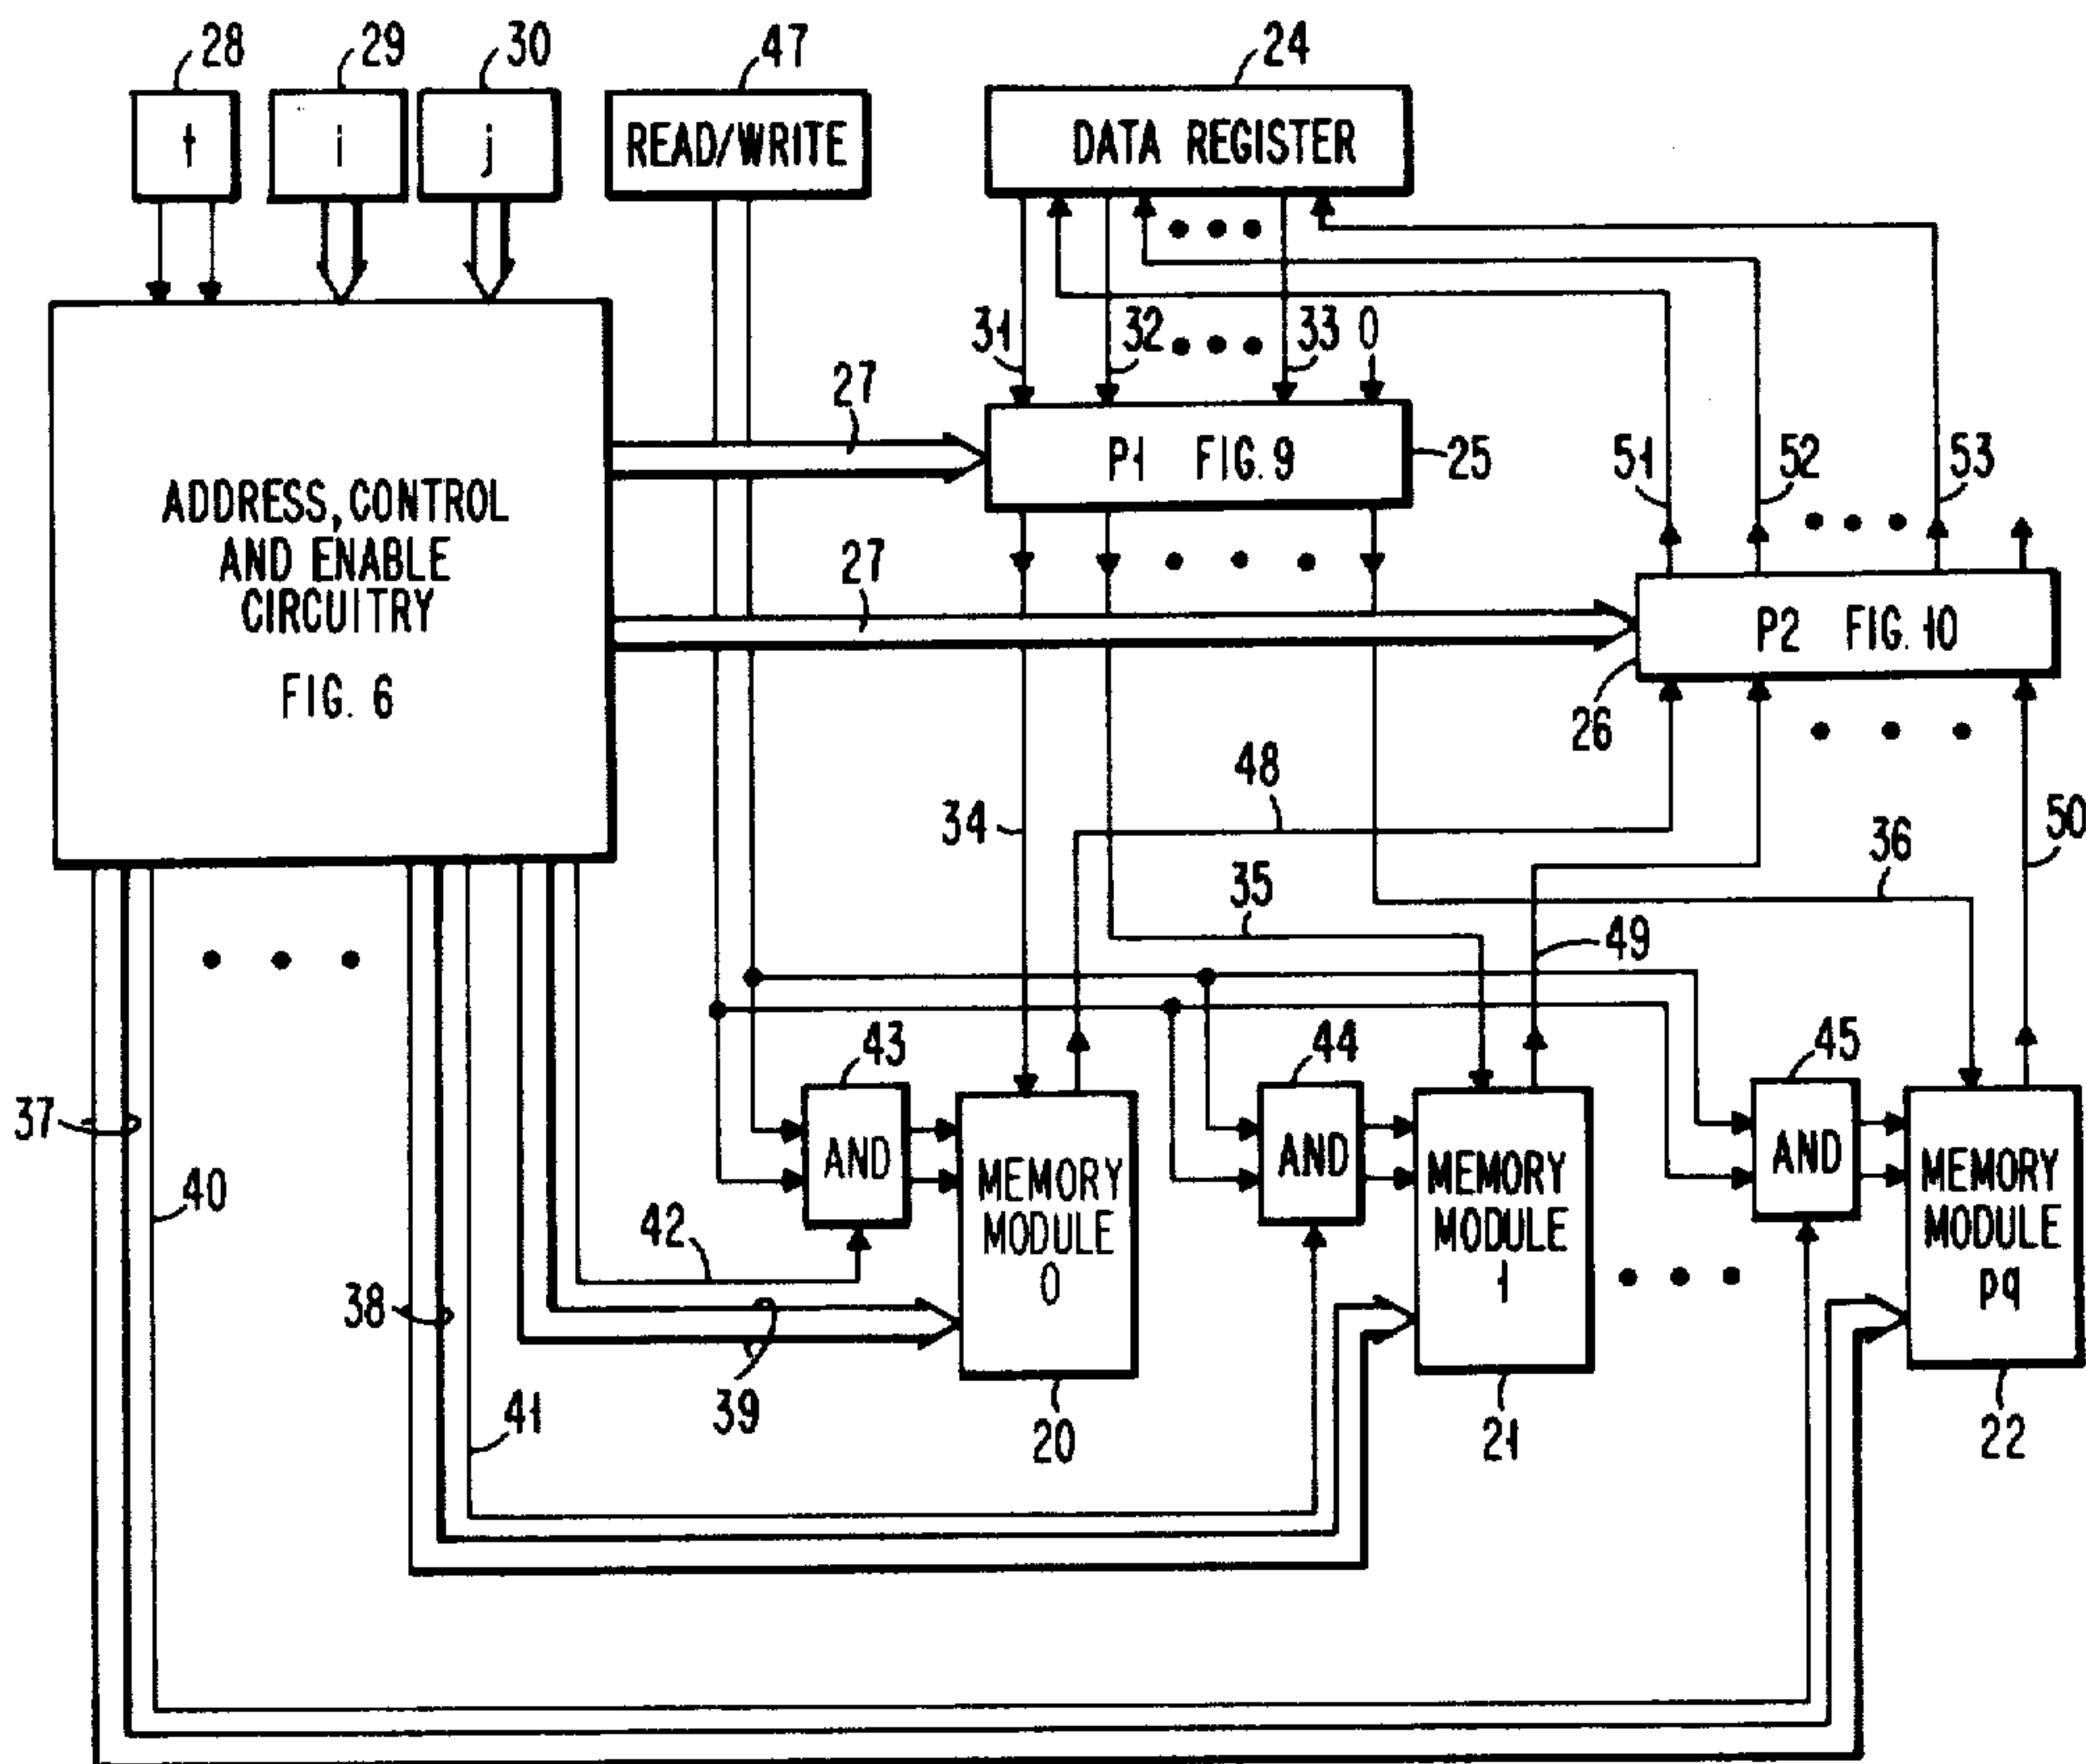 28
29
30
47
24
t
i
j
READ/WRITE
DATA REGISTER
31
32
33
0
27
P1 FIG. 9
25
51
52
53
ADDRESS, CONTROL
AND ENABLE
CIRCUITRY
FIG. 6
27
P2 FIG. 10
26
48
34
50
36
35
49
43
44
45
37
AND
MEMORY
MODULE
0
AND
MEMORY
MODULE
1
AND
MEMORY
MODULE
pq
40
42
38
39
41
20
21
22